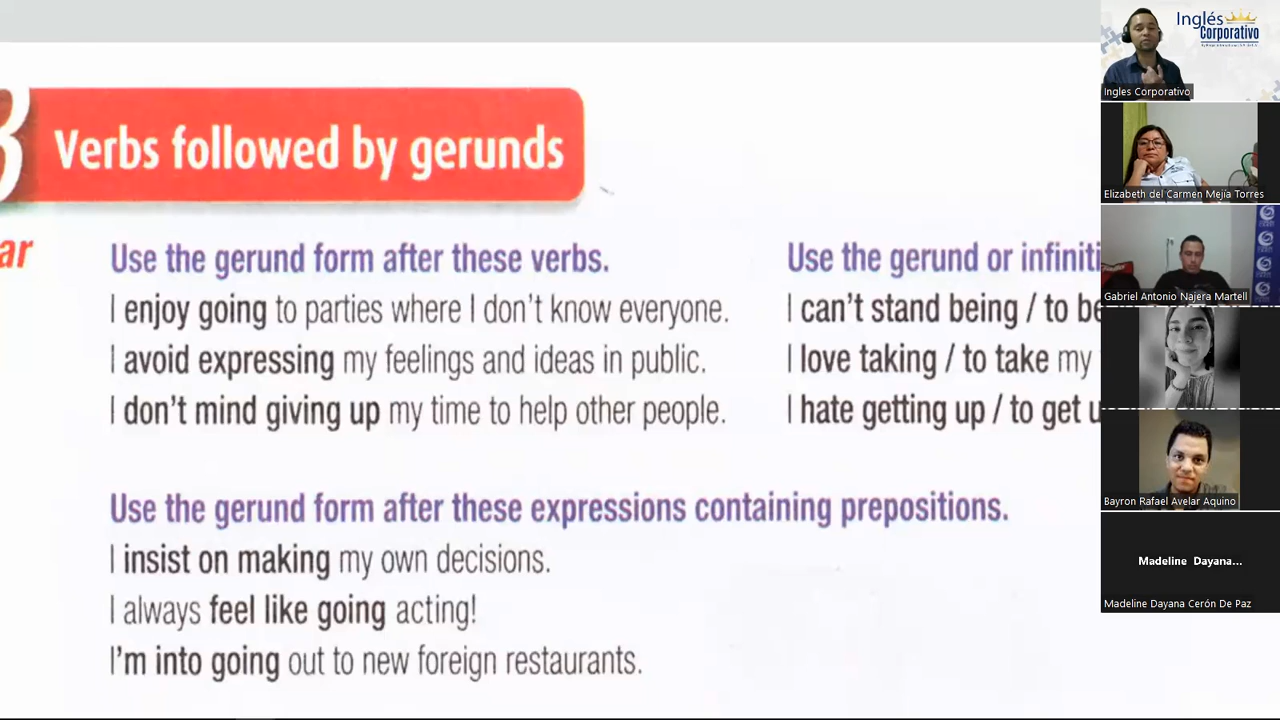 Verbs followed by gerunds
Use the gerund form after these verbs.
I enjoy going to parties where I don't know everyone.
I avoid expressing my feelings and ideas in public.
I don't mind giving up my time to help other people.
Use the gerund or infiniti
I can't stand being / to be
I love taking / to take my
I hate getting up / to get u
Use the gerund form after these expressions containing prepositions.
I insist on making my own decisions.
I always feel like going acting!
I'm into going out to new foreign restaurants.
Inglés
Corporativo
Ingles Corporativo
Elizabeth del Carmen Mejía Torres
Gabriel Antonio Najera Martell
Bayron Rafael Avelar Aquino
Madeline Dayana...
Madeline Dayana Cerón De Paz